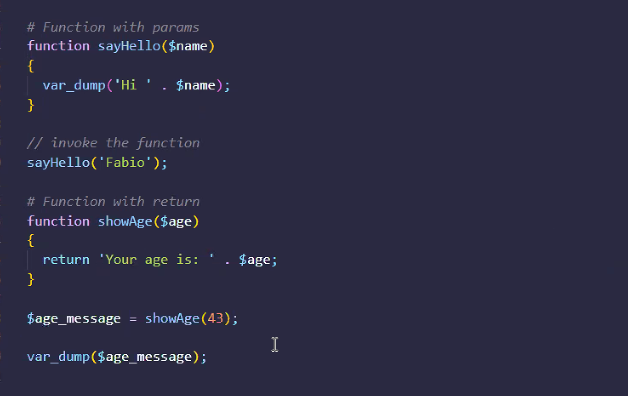 # Function with params
function sayHello($name)
{
var_dump('Hi ' . $name);
}
// invoke the function
sayHello('Fabio');
# Function with return
function showAge($age)
{
return 'Your age is: ' . $age;
}
$age_message = showAge(43);
var_dump($age_message);